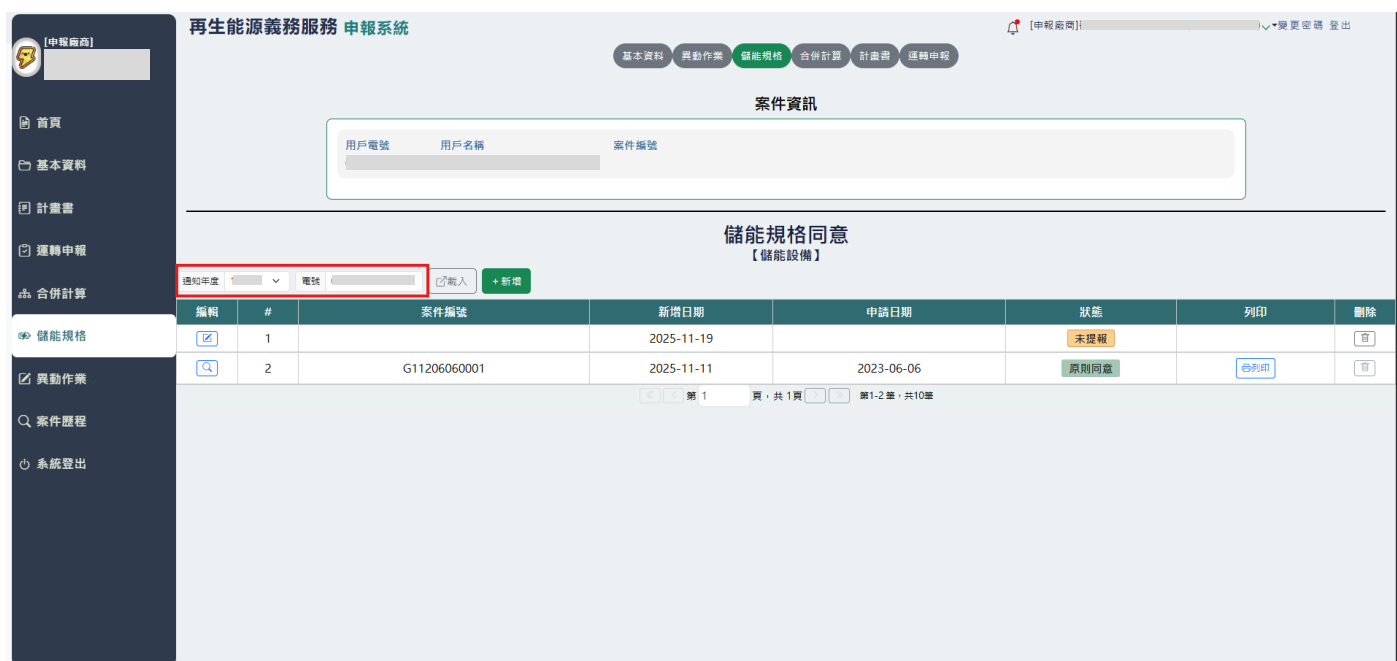 [申報廠商]
首頁
基本資料
計畫書
運轉申報
合併計算
儲能規格
異動作業
案件歷程
系統登出
再生能源義務服務 申報系統
[申報廠商] 變更密碼 登出
基本資料 異動作業 儲能規格 合併計算 計畫書 運轉申報
案件資訊
用戶電號 用戶名稱 案件編號
儲能規格同意
【儲能設備】
通知年度 電號 載入 +新增
編輯 # 案件編號 新增日期 申請日期 狀態 列印 刪除
1 2025-11-19 未提報
2 G11206060001 2025-11-11 2023-06-06 原則同意 列印
第 1 頁，共 1頁 第1-2 筆，共10筆